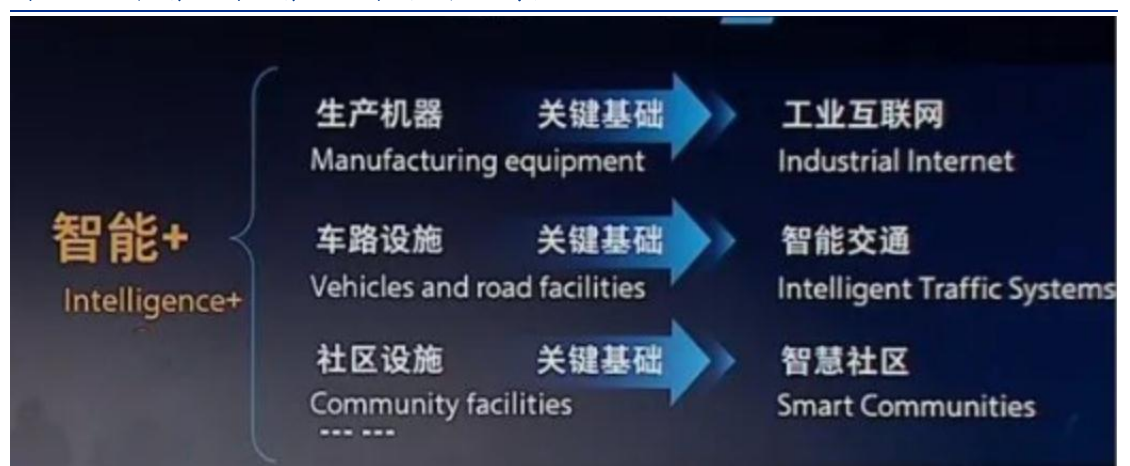 生产机器 关键基础 工业互联网
Manufacturing equipment Industrial Internet
智能+
Intelligence+
车路设施 关键基础 智能交通
Vehicles and road facilities Intelligent Traffic Systems
社区设施 关键基础 智慧社区
Community facilities Smart Communities
--- ---